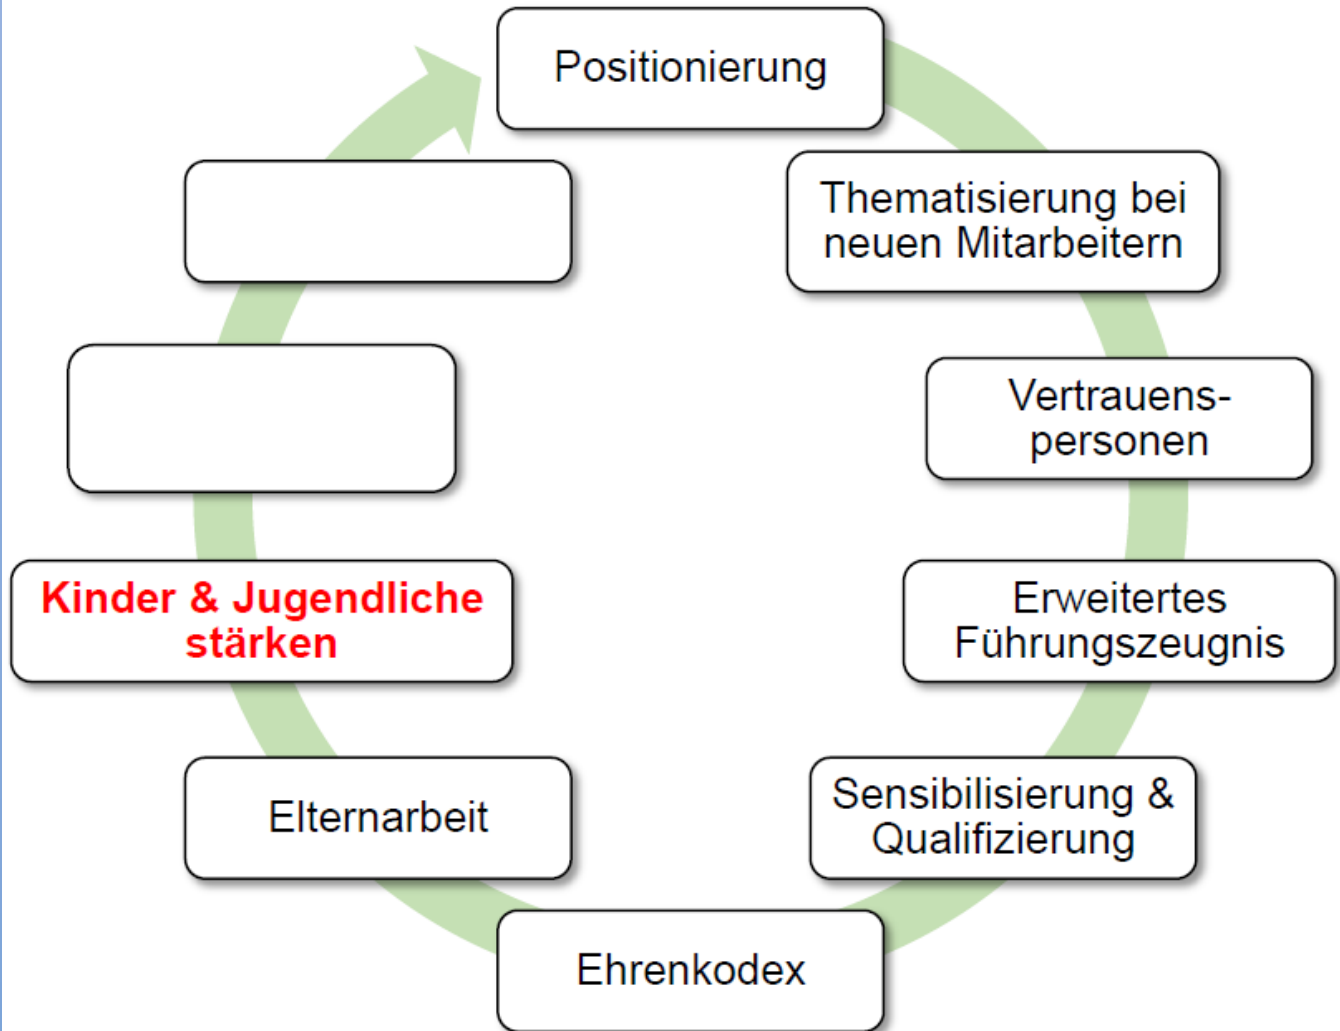 Positionierung
Thematisierung bei
neuen Mitarbeitern
Vertrauens-
personen
Erweitertes
Führungszeugnis
Sensibilisierung &
Qualifizierung
Ehrenkodex
Elternarbeit
Kinder & Jugendliche
stärken